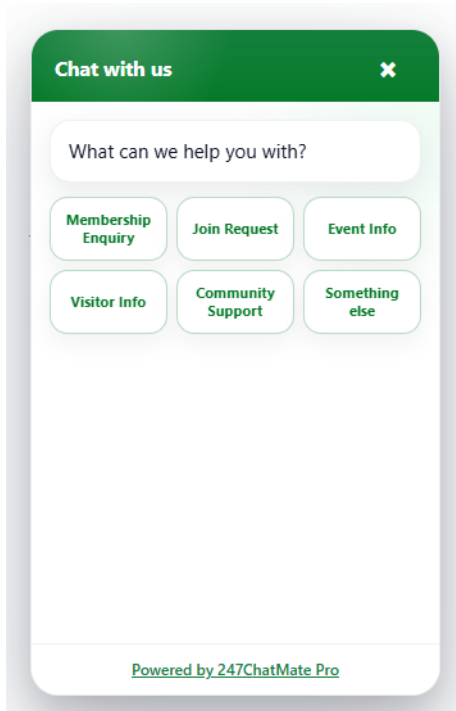 Chat with us
What can we help you with?
Membership
Enquiry
Join Request
Event Info
Visitor Info
Community
Support
Something
else
Powered by 247ChatMate Pro